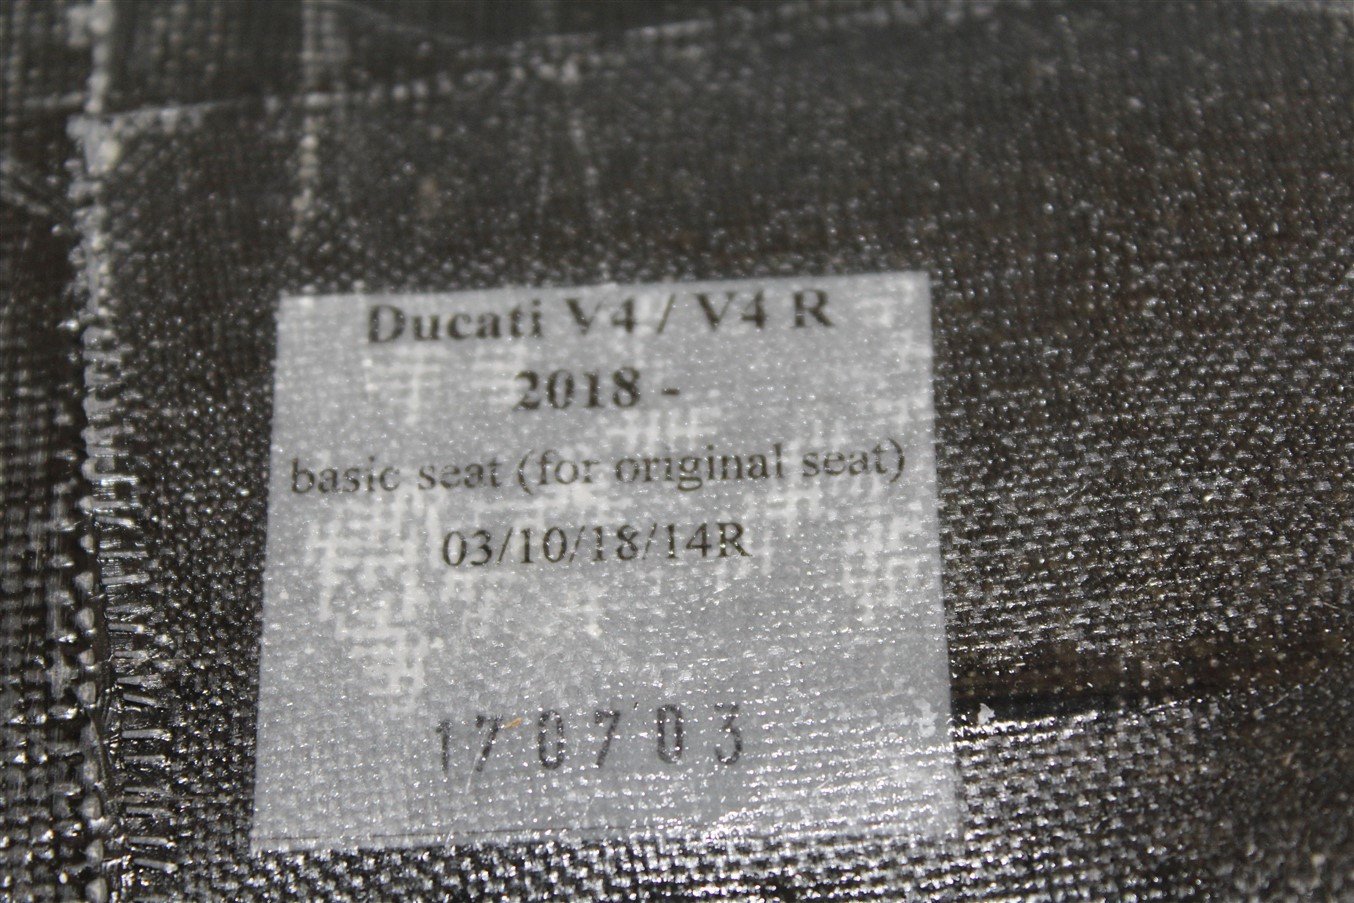 Ducati V4 / V4 R
2018 -
basic seat (for original seat)
03/10/18/14R
170703